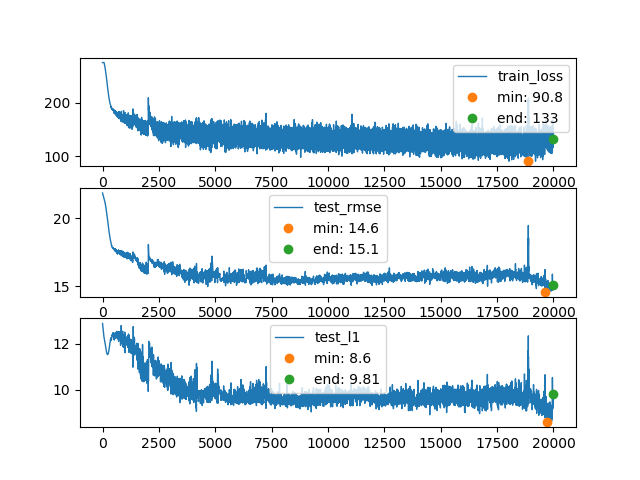 train_loss
min: 90.8
end: 133
200
100
0 2500 5000 7500 10000 12500 15000 17500 20000
test_rmse
min: 14.6
end: 15.1
20
15
0 2500 5000 7500 10000 12500 15000 17500 20000
test_l1
min: 8.6
end: 9.81
12
10
0 2500 5000 7500 10000 12500 15000 17500 20000